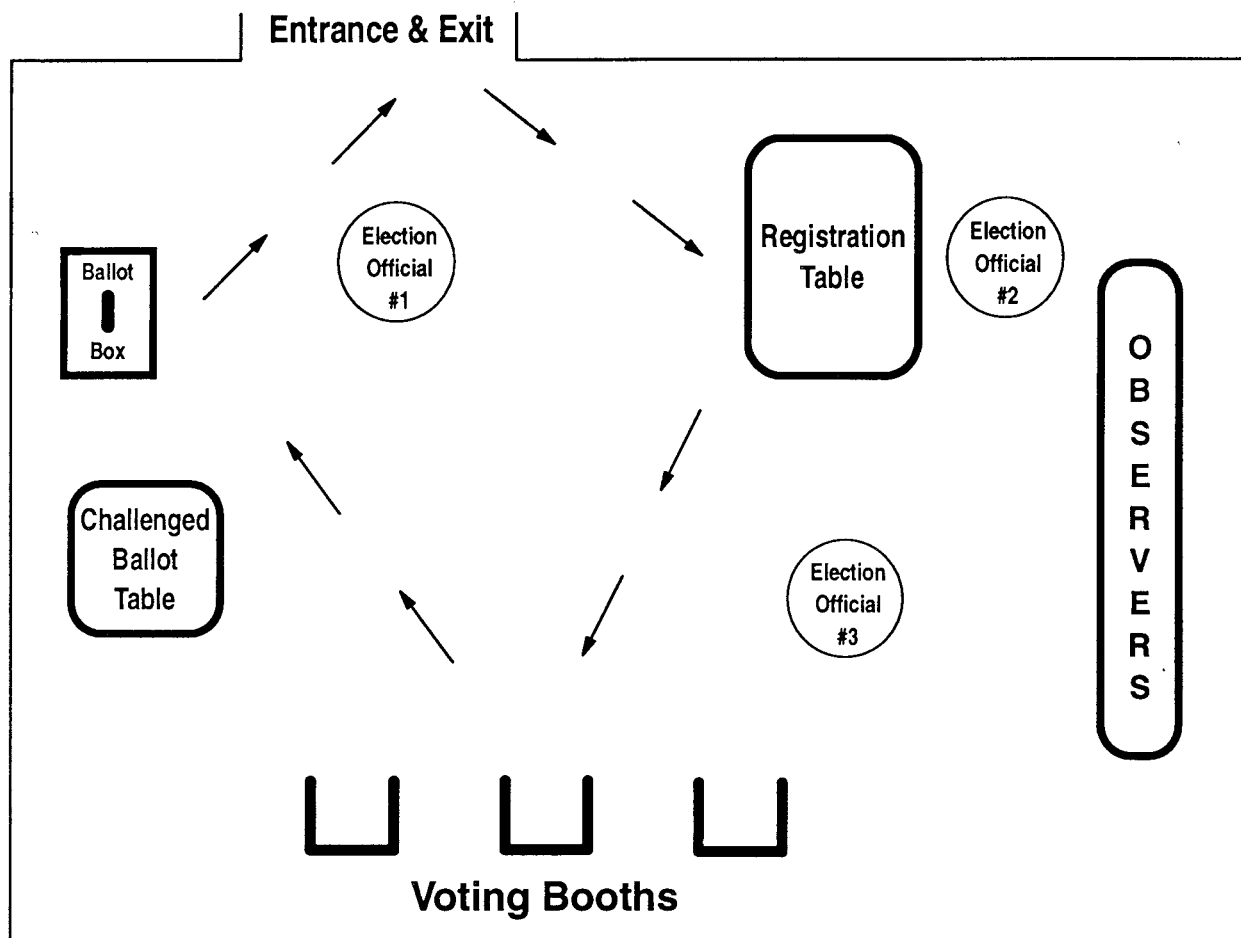 Entrance & Exit
Election
Official
#1
Registration
Table
Election
Official
#2
Ballot
Box
O
B
S
E
R
V
E
R
S
Challenged
Ballot
Table
Election
Official
#3
Voting Booths